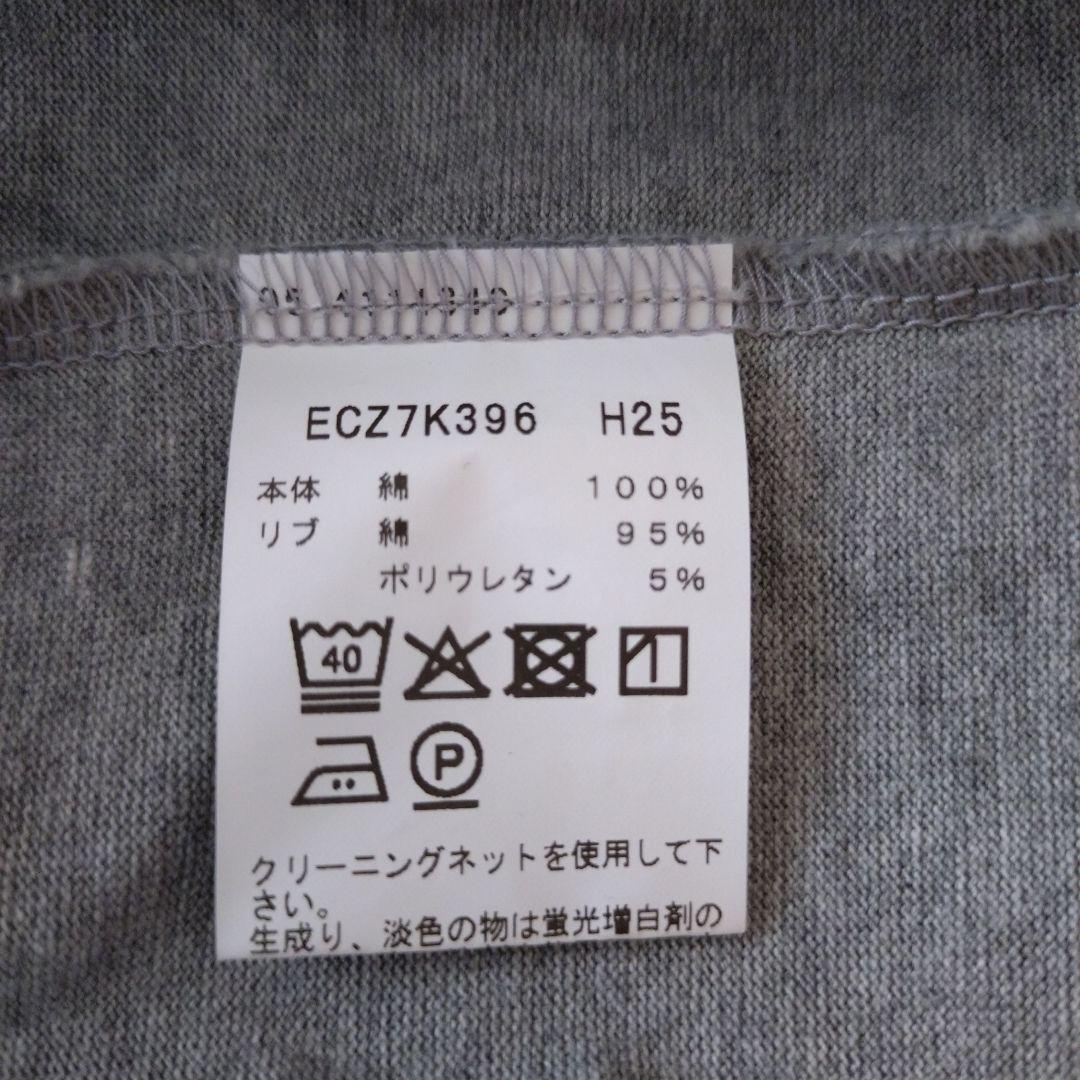 ECZ7K396 H25
本体 綿 100%
リブ 綿 95%
ポリウレタン 5%
40
P
クリーニングネットを使用して下
さい。
生成り、淡色の物は蛍光増白剤の